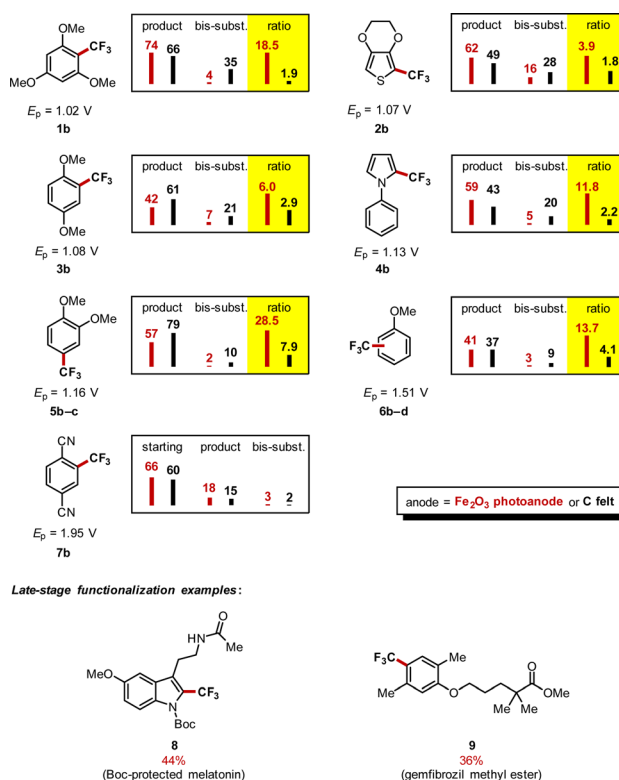 product bis-subst. ratio
74 66 4 35 18.5 1.9
OMe
CF3
MeO OMe
Ep = 1.02 V
1b
product bis-subst. ratio
62 49 16 28 3.9 1.8
O O
S CF3
Ep = 1.07 V
2b
product bis-subst. ratio
42 61 7 21 6.0 2.9
OMe
CF3
OMe
Ep = 1.08 V
3b
product bis-subst. ratio
59 43 5 20 11.8 2.2
N CF3
Ep = 1.13 V
4b
product bis-subst. ratio
57 79 2 10 28.5 7.9
OMe
OMe
CF3
Ep = 1.16 V
5b–c
product bis-subst. ratio
41 37 3 9 13.7 4.1
OMe
F3C
Ep = 1.51 V
6b–d
starting product bis-subst.
66 60 18 15 3 2
CN
CF3
CN
Ep = 1.95 V
7b
anode = Fe2O3 photoanode or C felt
Late-stage functionalization examples:
O
HN Me
MeO
CF3
N
Boc
8
44%
(Boc-protected melatonin)
F3C Me
Me O
O
OMe
Me Me
9
36%
(gemfibrozil methyl ester)